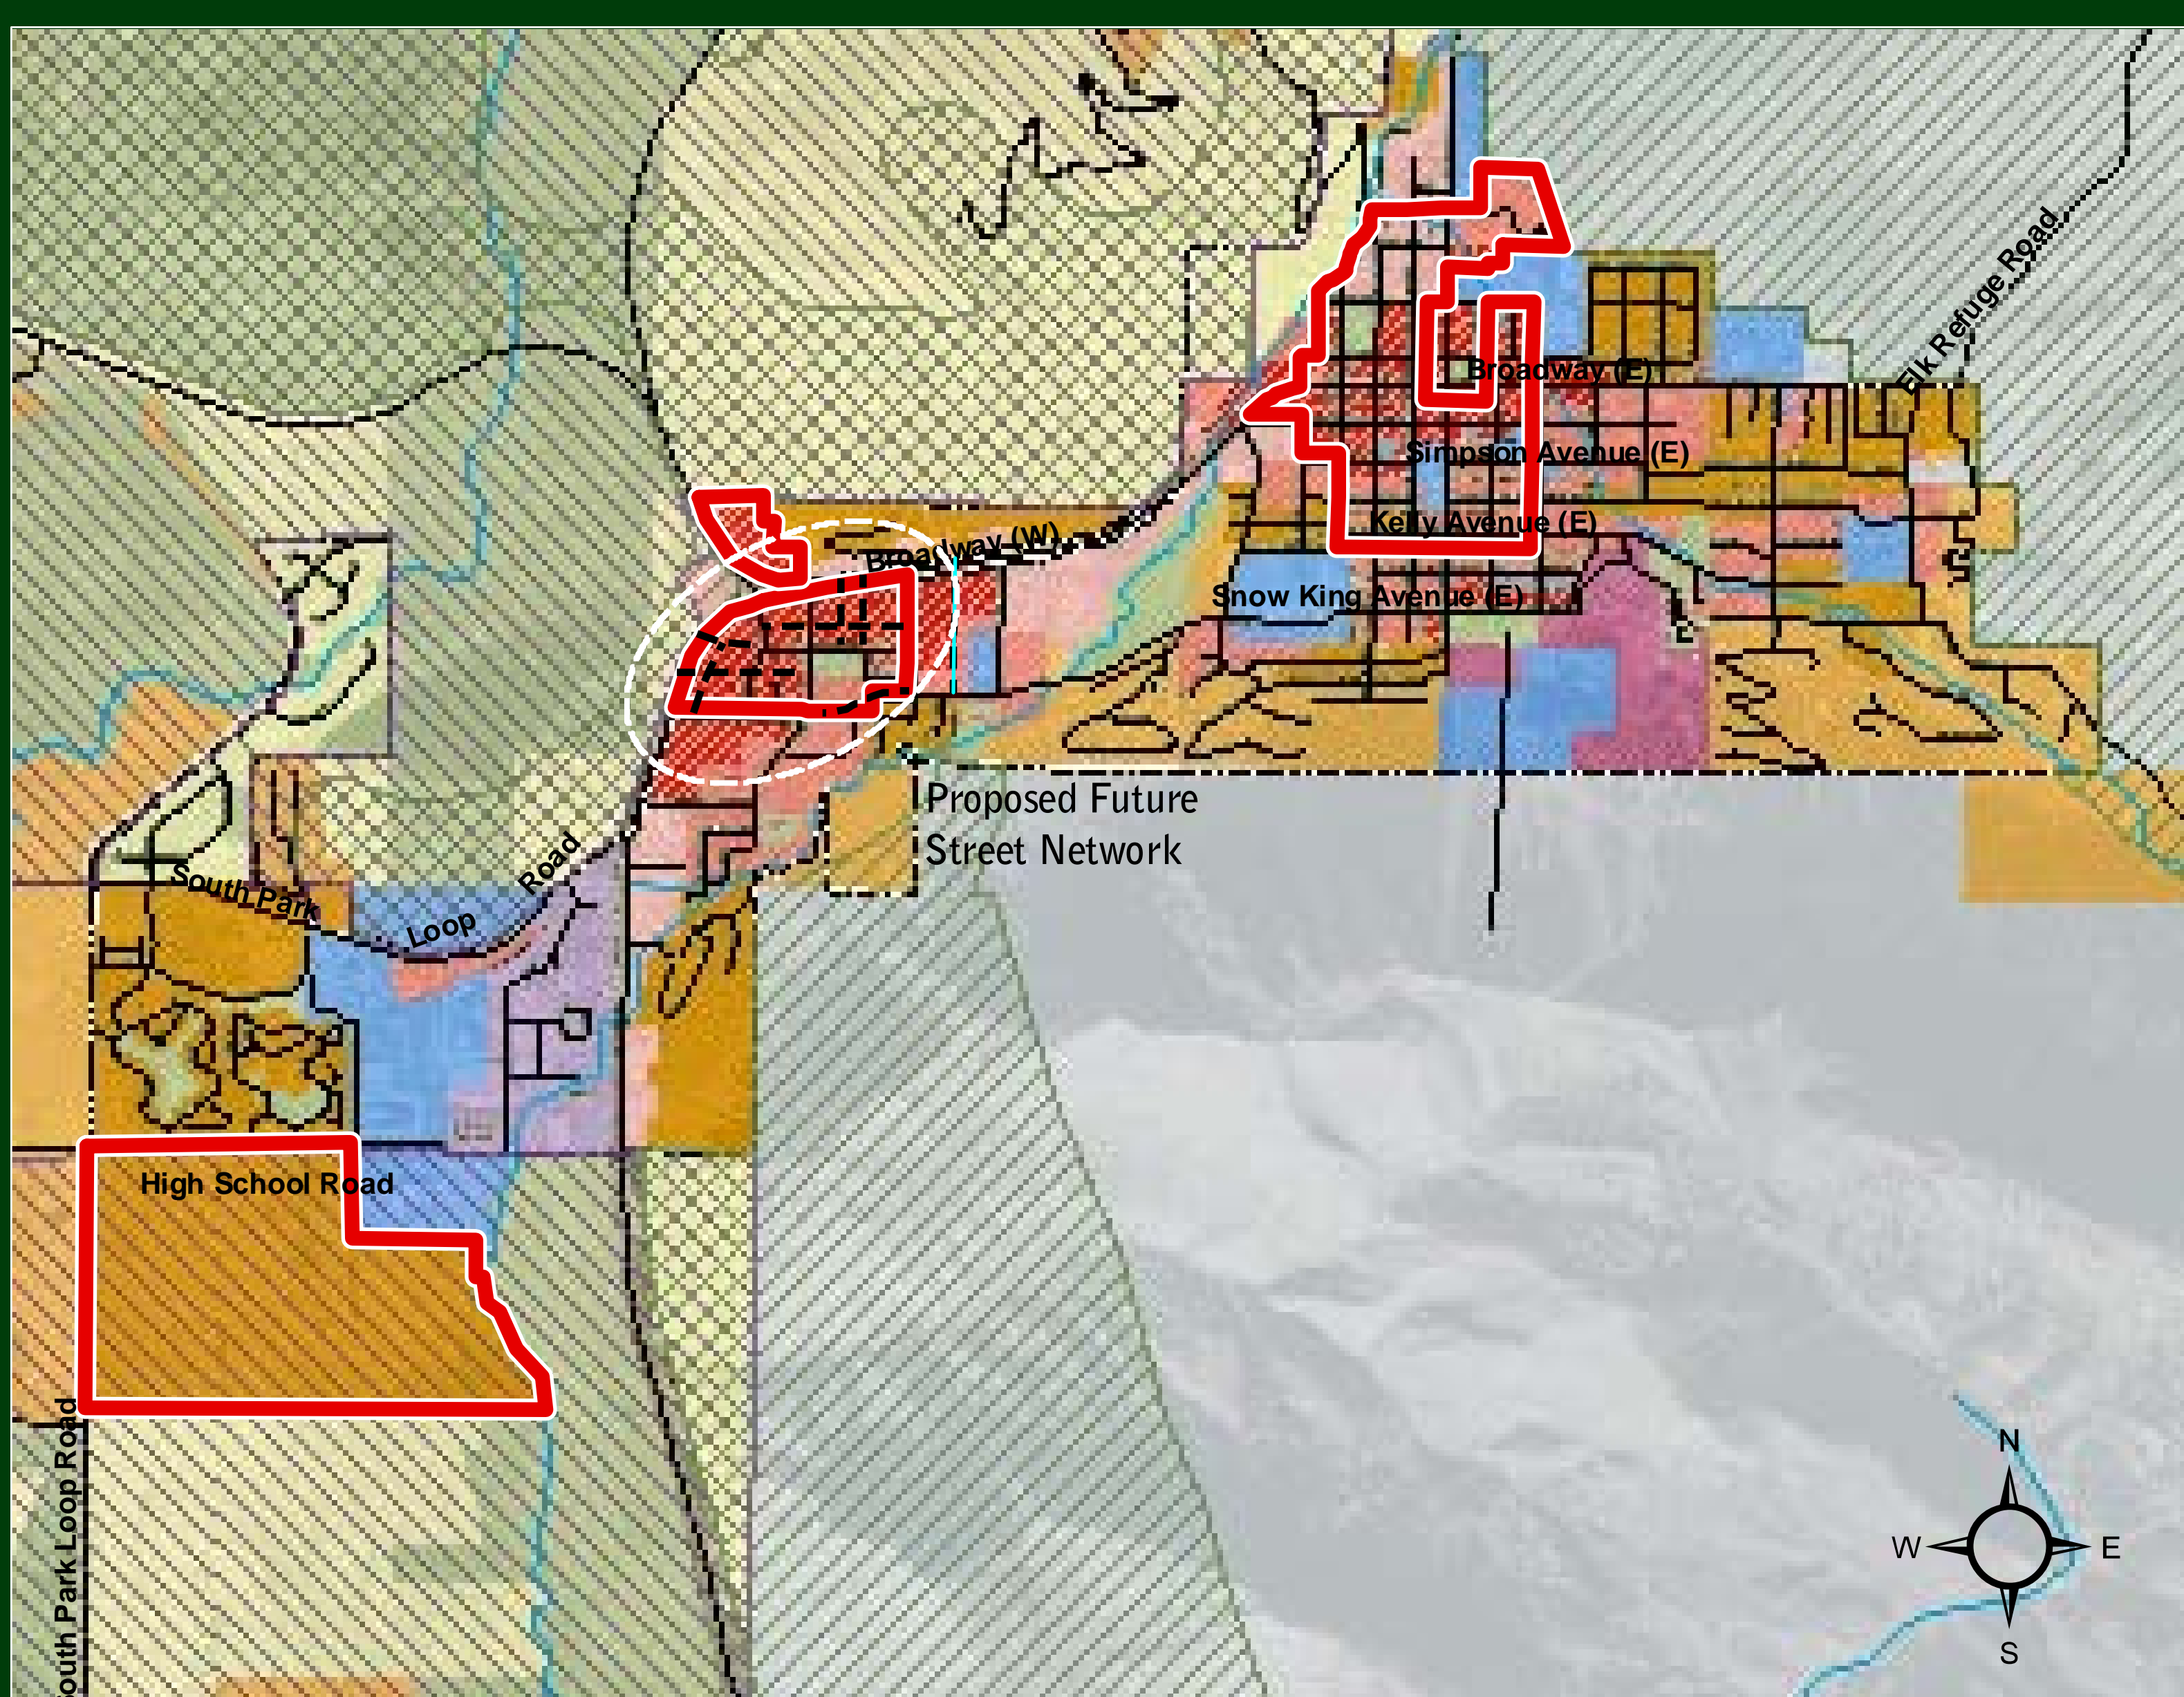 Elk Refuge Road
Broadway (E)
Simpson Avenue (E)
Kelly Avenue (E)
Broadway (W)
Snow King Avenue (E)
Proposed Future
Street Network
South Park
Loop
Road
High School Road
South Park Loop Road
N
W
E
S